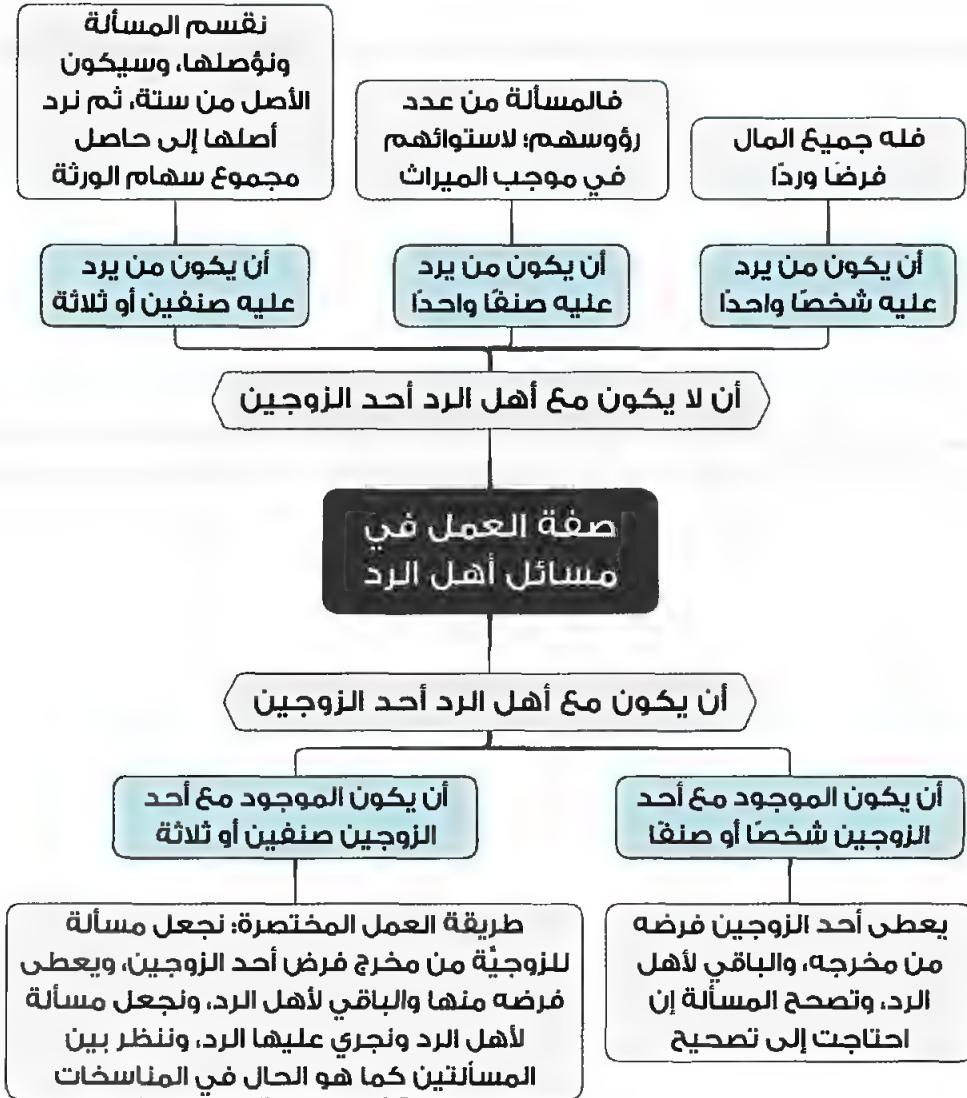 فله جميع المال
فرضًا وردًا
فالمسألة من عدد
رؤوسهم؛ لاستوائهم
في موجب الميراث
نقسم المسألة
ونؤصلها، وسيكون
الأصل من ستة، ثم نرد
أصلها إلى حاصل
مجموع سهام الورثة
أن يكون من يرد
عليه شخصًا واحدًا
أن يكون من يرد
عليه صنفًا واحدًا
أن يكون من يرد
عليه صنفين أو ثلاثة
أن لا يكون مع أهل الرد أحد الزوجين
صفة العمل في
مسائل أهل الرد
أن يكون مع أهل الرد أحد الزوجين
أن يكون الموجود مع أحد
الزوجين شخصًا أو صنفًا
أن يكون الموجود مع أحد
الزوجين صنفين أو ثلاثة
يعطى أحد الزوجين فرضه
من مخرجه، والباقي لأهل
الرد، وتصحح المسألة إن
احتاجت إلى تصحيح
طريقة العمل المختصرة: نجعل مسألة
للزوجيَّة من مخرج فرض أحد الزوجين، ويعطى
فرضه منها والباقي لأهل الرد، ونجعل مسألة
لأهل الرد ونجري عليها الرد، وننظر بين
المسألتين كما هو الحال في المناسخات